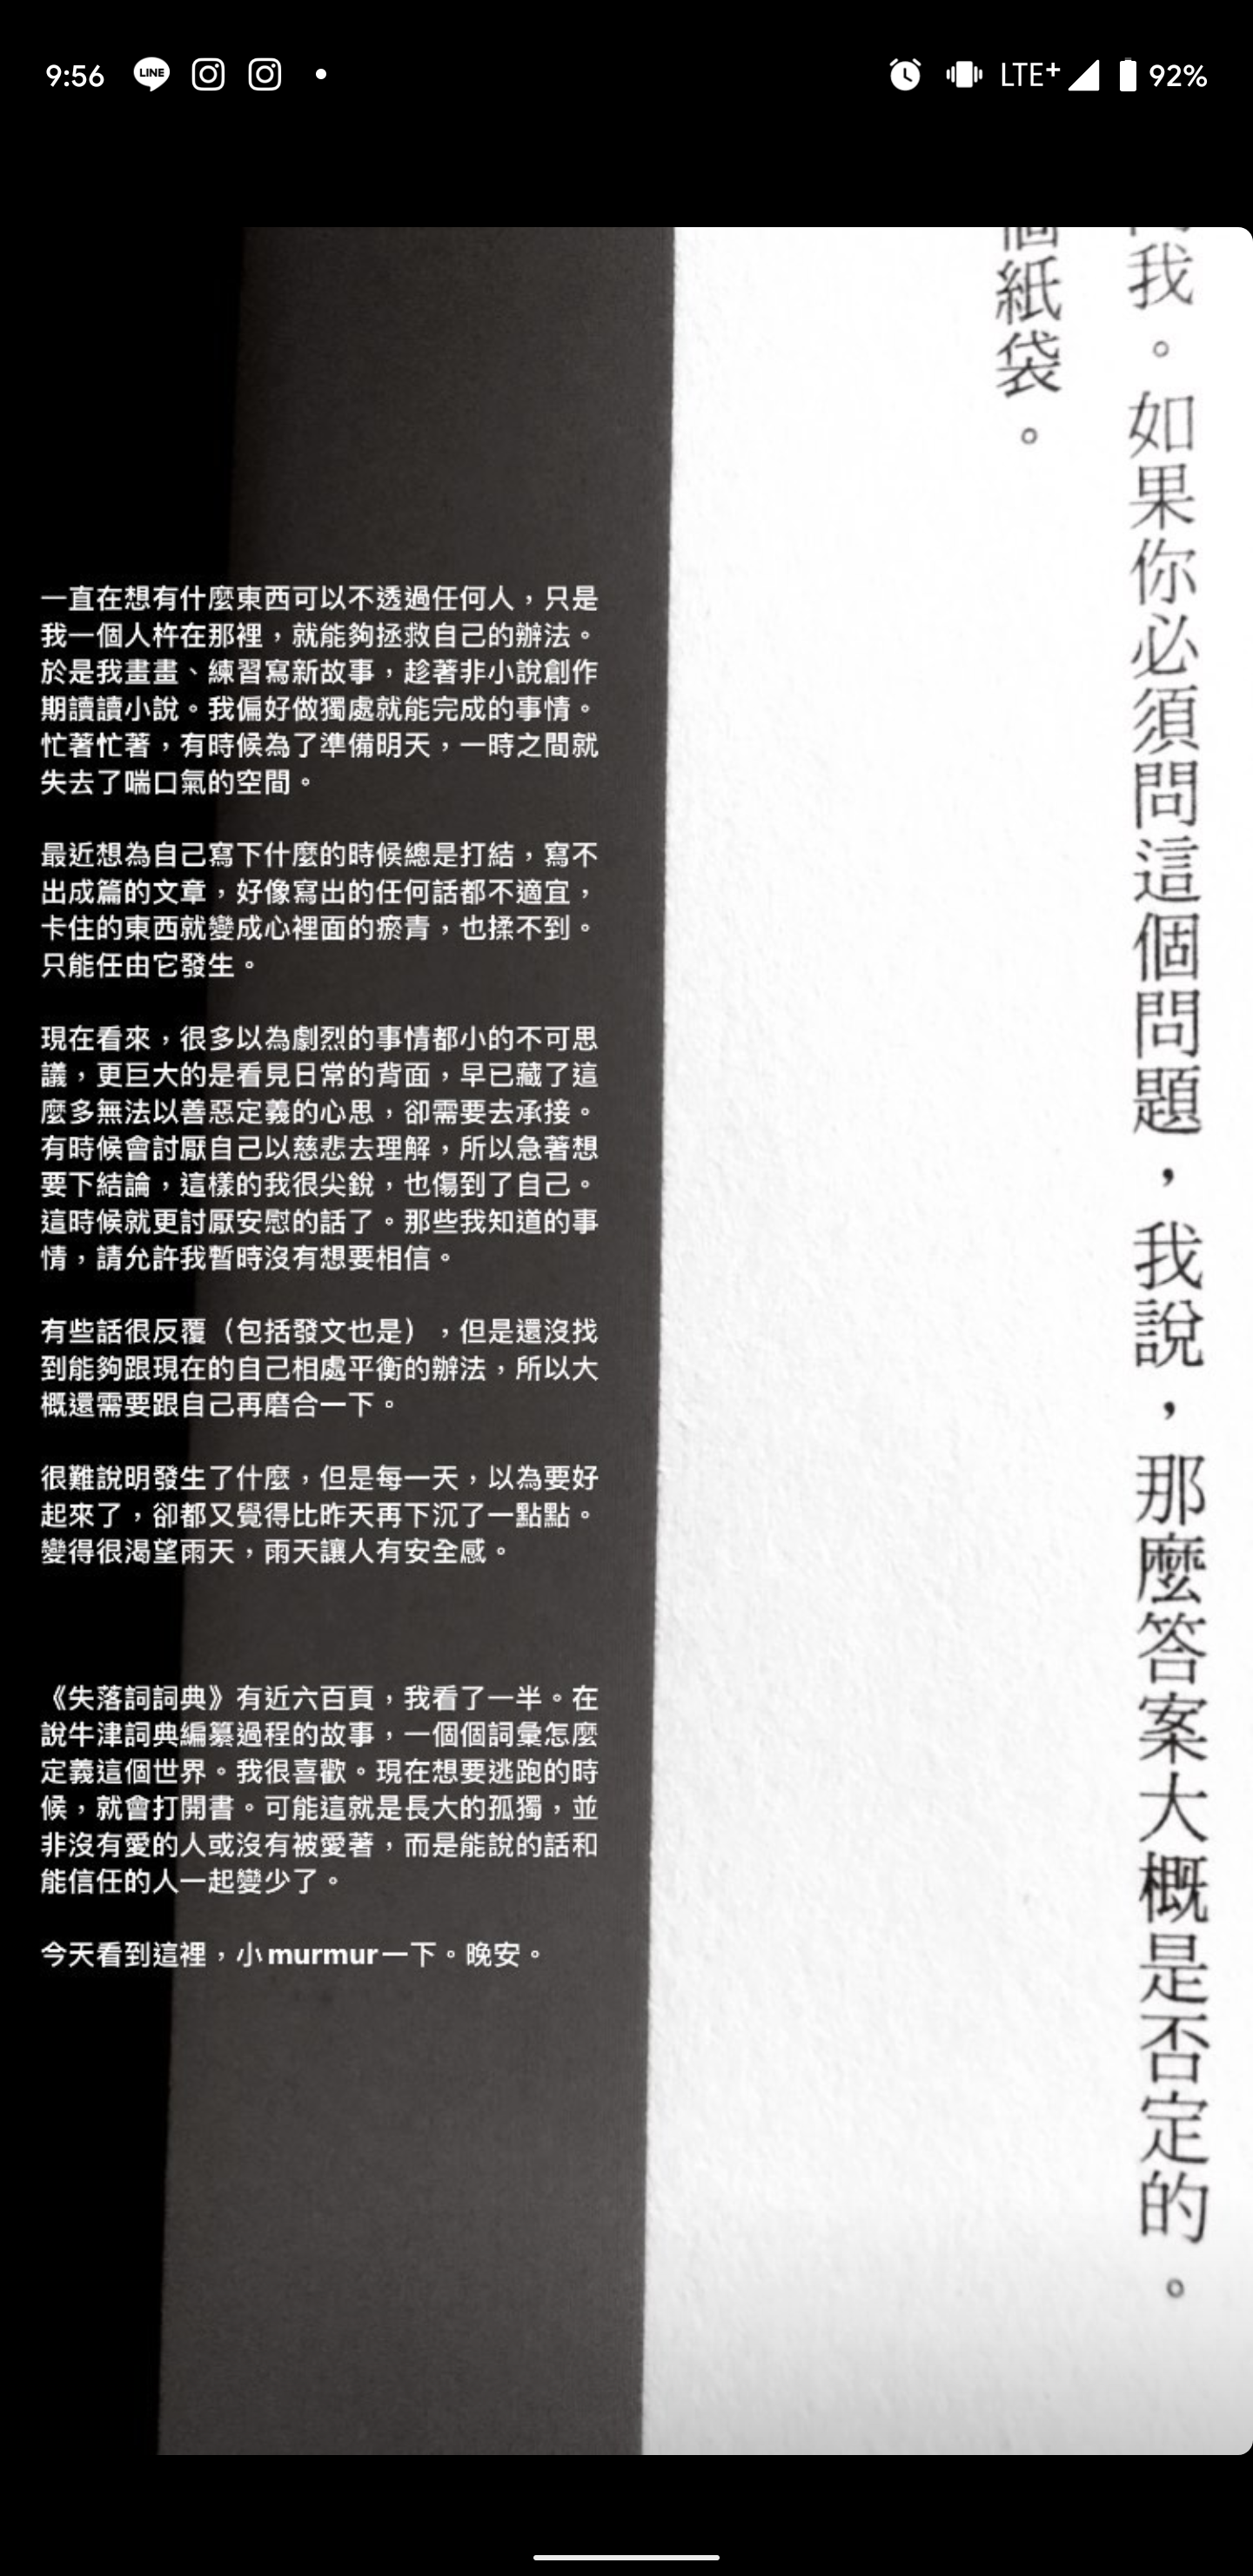 9:56
LINE
LTE+
92%
我。如果你必須問這個問題，我說，那麼答案大概是否定的。
紙袋。
一直在想有什麼東西可以不透過任何人，只是
我一個人杵在那裡，就能夠拯救自己的辦法。
於是我畫畫、練習寫新故事，趁著非小說創作
期讀讀小說。我偏好做獨處就能完成的事情。
忙著忙著，有時候為了準備明天，一時之間就
失去了喘口氣的空間。
最近想為自己寫下什麼的時候總是打結，寫不
出成篇的文章，好像寫出的任何話都不適宜，
卡住的東西就變成心裡面的瘀青，也揉不到。
只能任由它發生。
現在看來，很多以為劇烈的事情都小的不可思
議，更巨大的是看見日常的背面，早已藏了這
麼多無法以善惡定義的心思，卻需要去承接。
有時候會討厭自己以慈悲去理解，所以急著想
要下結論，這樣的我很尖銳，也傷到了自己。
這時候就更討厭安慰的話了。那些我知道的事
情，請允許我暫時沒有想要相信。
有些話很反覆（包括發文也是），但是還沒找
到能夠跟現在的自己相處平衡的辦法，所以大
概還需要跟自己再磨合一下。
很難說明發生了什麼，但是每一天，以為要好
起來了，卻都又覺得比昨天再下沉了一點點。
變得很渴望雨天，雨天讓人有安全感。
《失落詞詞典》有近六百頁，我看了一半。在
說牛津詞典編纂過程的故事，一個個詞彙怎麼
定義這個世界。我很喜歡。現在想要逃跑的時
候，就會打開書。可能這就是長大的孤獨，並
非沒有愛的人或沒有被愛著，而是能說的話和
能信任的人一起變少了。
今天看到這裡，小murmur一下。晚安。